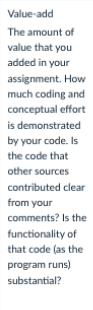 Value-add
The amount of
value that you
added in your
assignment. How
much coding and
conceptual effort
is demonstrated
by your code. Is
the code that
other sources
contributed clear
from your
comments? Is the
functionality of
that code (as the
program runs)
substantial?